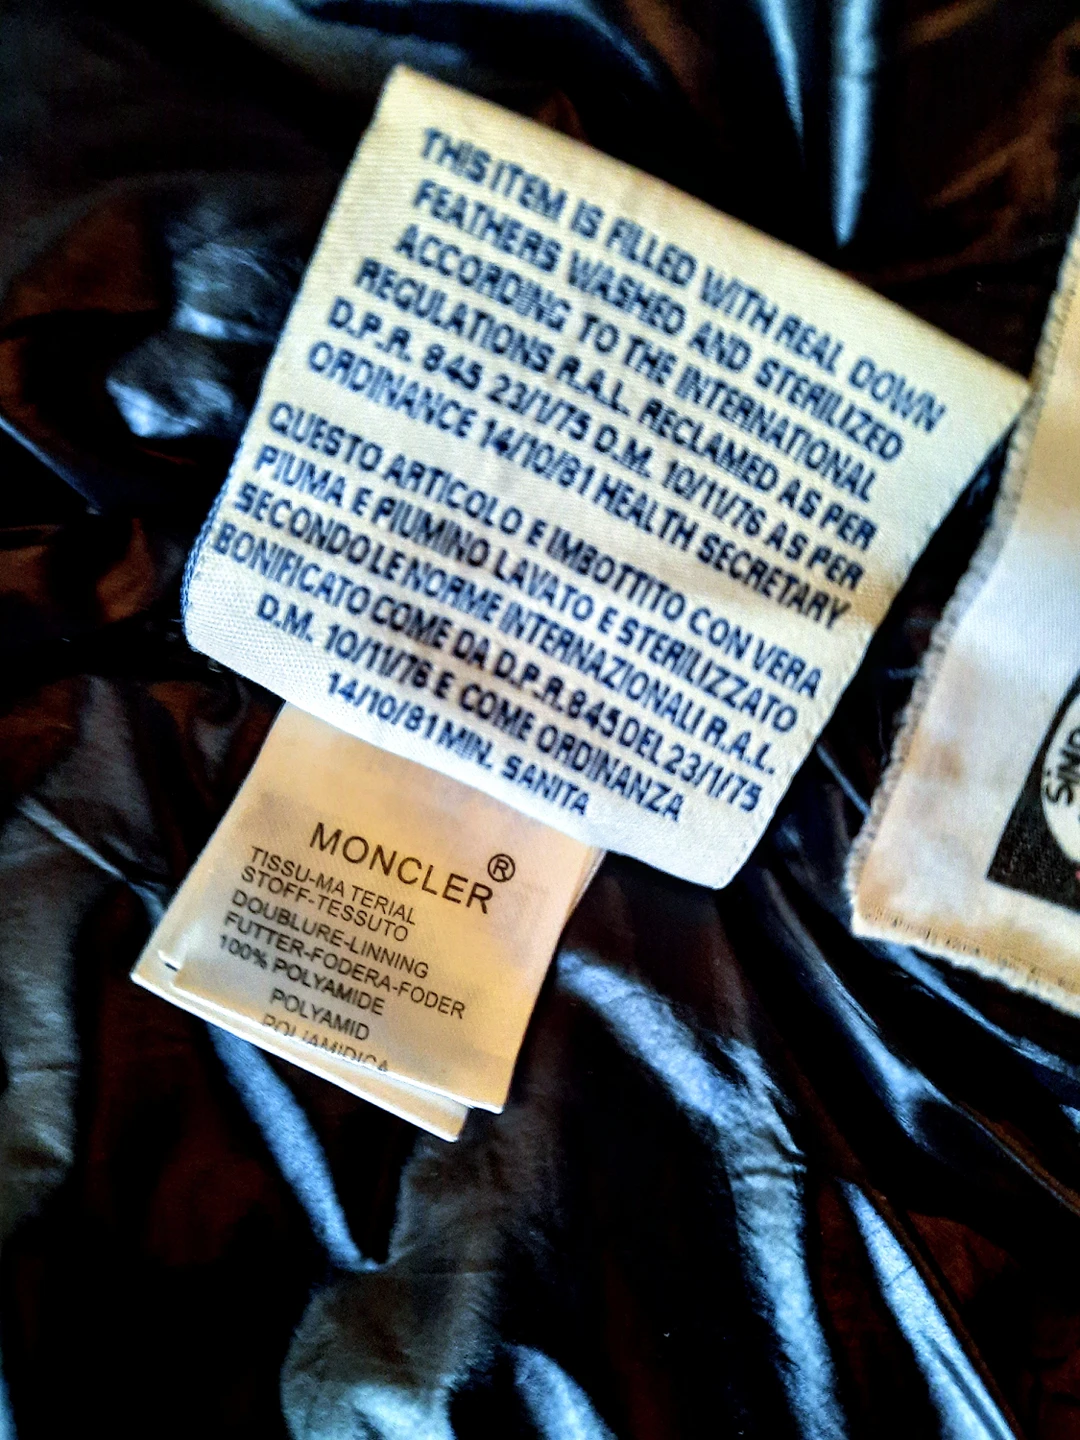 THIS ITEM IS FILLED WITH REAL DOWN
FEATHERS WASHED AND STERILIZED
ACCORDING TO THE INTERNATIONAL
REGULATIONS R.A.L. RECLAMED AS PER
D.P.R. 845 23/1/75 D.M. 10/11/76 AS PER
ORDINANCE 14/10/81 HEALTH SECRETARY
QUESTO ARTICOLO E IMBOTTITO CON VERA
PIUMA E PIUMINO LAVATO E STERILIZZATO
SECONDO LE NORME INTERNAZIONALI R.A.L.
BONIFICATO COME DA D.P.R. 845 DEL 23/1/75
D.M. 10/11/76 E COME ORDINANZA
14/10/81 MIN. SANITA
MONCLER®
TISSU-MA TERIAL
STOFF-TESSUTO
DOUBLURE-LINNING
FUTTER-FODERA-FODER
100% POLYAMIDE
POLYAMID
POLIAMIDICA